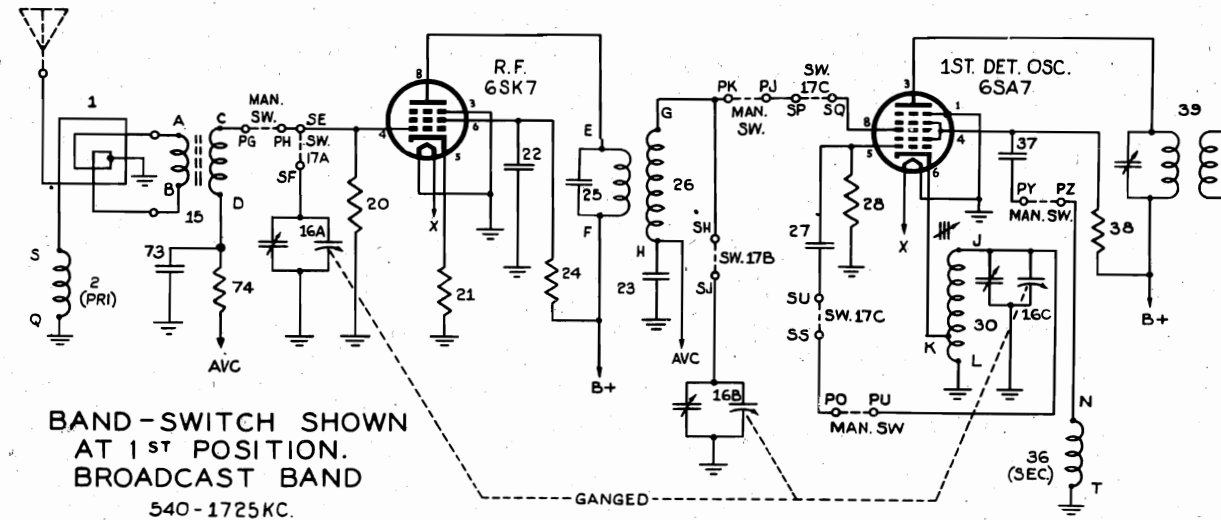 1
A
B
15
C
D
S
2
(PRI)
Q
73
74
AVC
MAN.
SW.
PG
PH
SE
SW.
17A
SF
16A
20
R.F.
6SK7
8
3
6
4
5
X
21
22
24
E
25
F
B+
G
26
H
23
AVC
SH
SW.17B
SJ
16B
PK
PJ
MAN.
SW.
SW.
17C
SP
SQ
1ST. DET. OSC.
6SA7
3
1
4
8
5
6
X
27
28
SU
SW.17C
SS
PO
PU
MAN. SW
J
30
K
L
16C
37
PY
PZ
MAN. SW.
38
39
B+
N
36
(SEC.)
T
BAND-SWITCH SHOWN
AT 1ST POSITION.
BROADCAST BAND
540-1725KC.
GANGED